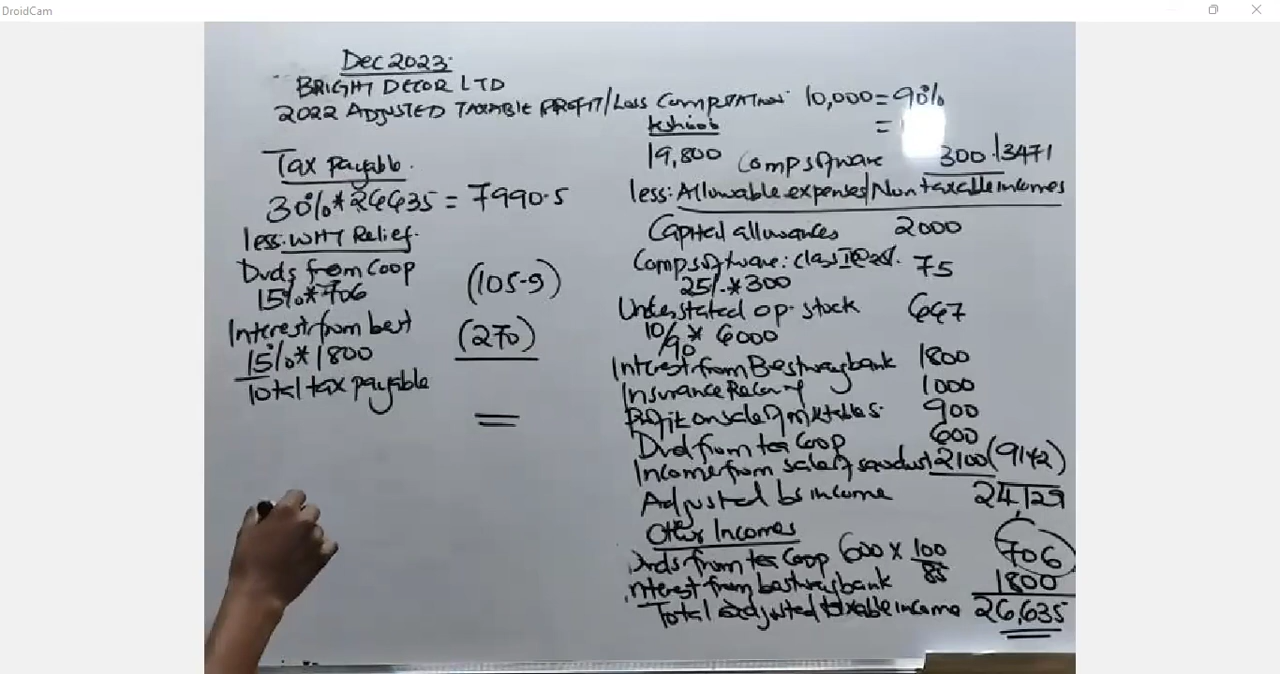 DroidCam
Dec 2023.
BRIGHT DECOR LTD
2022 ADJUSTED TAXABLE PROFIT/Loss Computation 10,000 = 90%
=
Ksh'000
19,800
Comp software 300 13471
less: Allowable expenses/Non taxable incomes
Capital allowances 2000
Comp software: class 75
25% * 300
Understated op. stock 667
10/90 * 6000
Interest from Bestway bank 1800
Insurance Recovery 1000
Profit on sale of 900
Dvd from Coop 600
Income from sale of sawdust 2100 (9142)
Adjusted bs income 24129
Other Incomes
Dvds from Coop 600 x 100/85 706
Interest from bestway bank 1800
Total adjusted taxable income 26,635
Tax payable.
30% * 26635 = 7990.5
less: WHT Relief.
Dvds from Coop (105.9)
15% * 706
Interest from best (270)
15% * 1800
Total tax payable